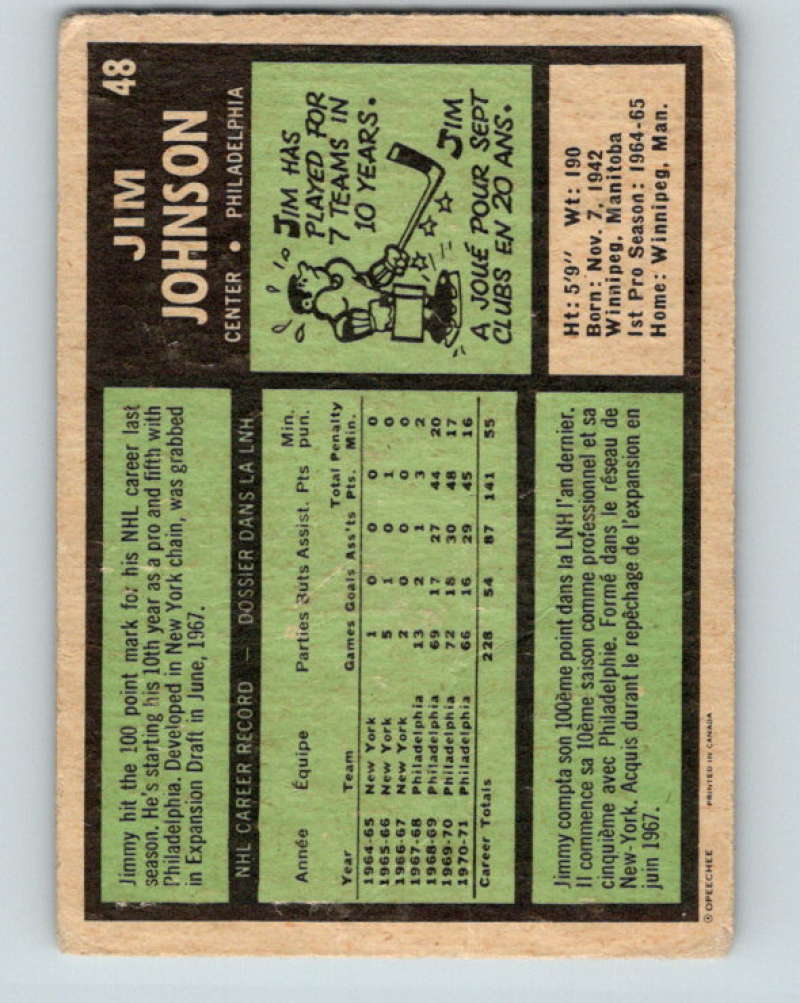 48
JIM
JOHNSON
CENTER • PHILADELPHIA
Jimmy hit the 100 point mark for his NHL career last
season. He's starting his 10th year as a pro and fifth with
Philadelphia. Developed in New York chain, was grabbed
in Expansion Draft in June, 1967.
JIM HAS
PLAYED FOR
7 TEAMS IN
10 YEARS.
JIM
A JOUÉ POUR SEPT
CLUBS EN 20 ANS.
NHL CAREER RECORD — DOSSIER DANS LA LNH
Année Équipe Parties Buts Assist. Pts Min. pun.
Year Team Games Goals Ass'ts Total Pts. Penalty Min.
1964-65 New York 1 0 0 0 0
1965-66 New York 5 1 0 1 0
1966-67 New York 2 0 0 0 0
1967-68 Philadelphia 13 2 1 3 2
1968-69 Philadelphia 69 17 27 44 20
1969-70 Philadelphia 72 18 30 48 17
1970-71 Philadelphia 66 16 29 45 16
Career Totals 228 54 87 141 55
Ht: 5'9" Wt: 190
Born: Nov. 7, 1942
Winnipeg, Manitoba
1st Pro Season: 1964-65
Home: Winnipeg, Man.
Jimmy compta son 100ème point dans la LNH l'an dernier.
Il commence sa 10ème saison comme professionnel et sa
cinquième avec Philadelphie. Formé dans le réseau de
New-York. Acquis durant le repêchage de l'expansion en
juin 1967.
© OPEECHEE PRINTED IN CANADA